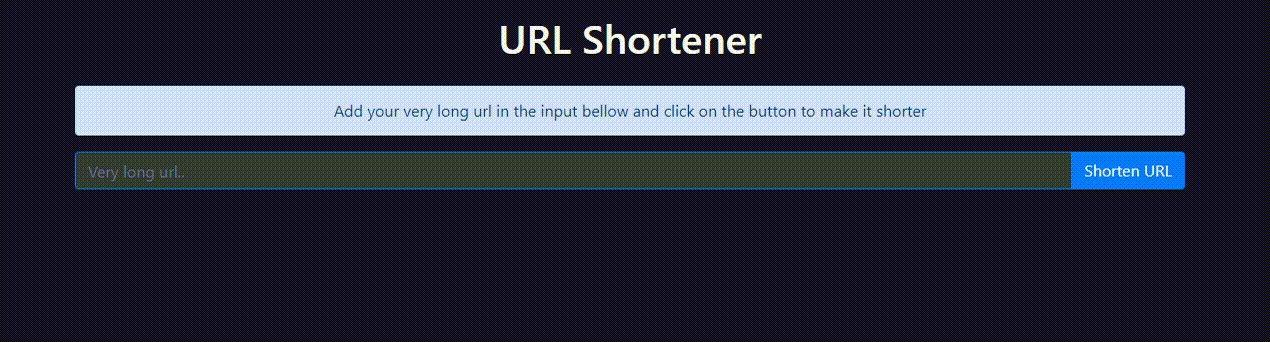 URL Shortener
Add your very long url in the input bellow and click on the button to make it shorter
Very long url..
Shorten URL